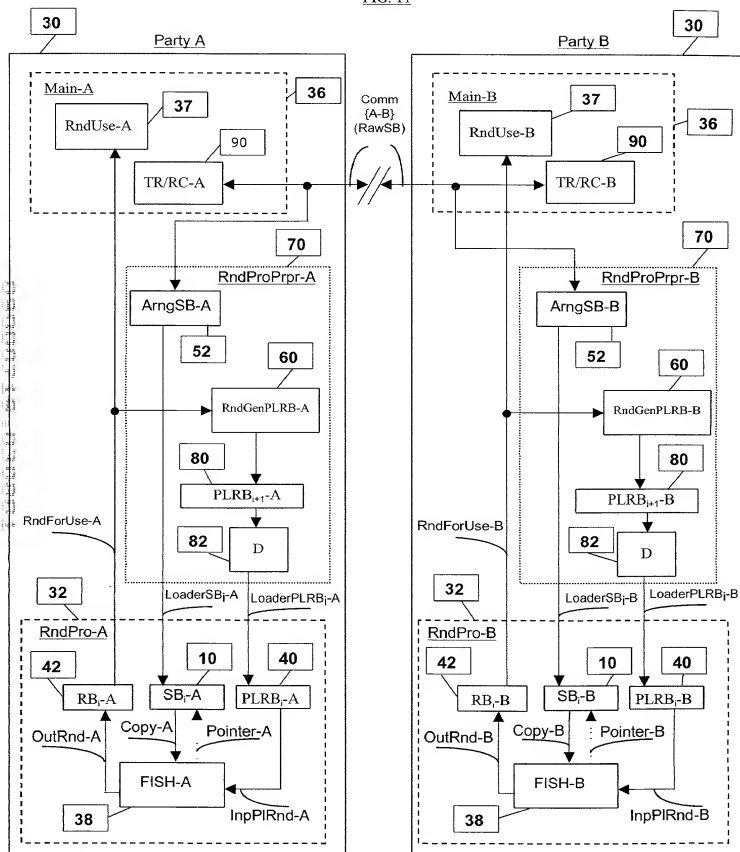 30
Party A
Main-A
36
RndUse-A
37
90
TR/RC-A
Comm
{A-B}
(RawSB)
70
RndProPrpr-A
ArngSB-A
52
60
RndGenPLRB-A
80
PLRBi+1-A
82
D
RndForUse-A
LoaderSBi-A
LoaderPLRBi-A
32
RndPro-A
42
10
40
RBi-A
SBi-A
PLRBi-A
OutRnd-A
Copy-A
Pointer-A
FISH-A
38
InpPlRnd-A
30
Party B
Main-B
36
RndUse-B
37
90
TR/RC-B
70
RndProPrpr-B
ArngSB-B
52
60
RndGenPLRB-B
80
PLRBi+1-B
82
D
RndForUse-B
LoaderSBi-B
LoaderPLRBi-B
32
RndPro-B
42
10
40
RBi-B
SBi-B
PLRBi-B
OutRnd-B
Copy-B
Pointer-B
FISH-B
38
InpPlRnd-B